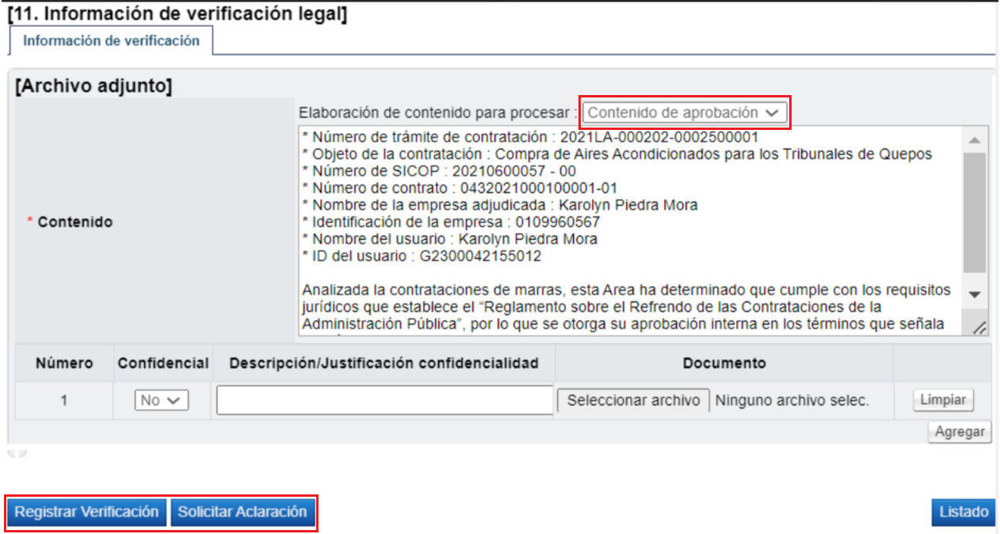 [11. Información de verificación legal]
Información de verificación
[Archivo adjunto]
Elaboración de contenido para procesar : Contenido de aprobación
* Contenido
* Número de trámite de contratación : 2021LA-000202-0002500001
* Objeto de la contratación : Compra de Aires Acondicionados para los Tribunales de Quepos
* Número de SICOP : 20210600057 - 00
* Número de contrato : 0432021000100001-01
* Nombre de la empresa adjudicada : Karolyn Piedra Mora
* Identificación de la empresa : 0109960567
* Nombre del usuario : Karolyn Piedra Mora
* ID del usuario : G2300042155012
Analizada la contrataciones de marras, esta Area ha determinado que cumple con los requisitos
jurídicos que establece el “Reglamento sobre el Refrendo de las Contrataciones de la
Administración Pública”, por lo que se otorga su aprobación interna en los términos que señala
Número Confidencial Descripción/Justificación confidencialidad Documento
1 No Seleccionar archivo Ninguno archivo selec. Limpiar
Agregar
Registrar Verificación Solicitar Aclaración Listado